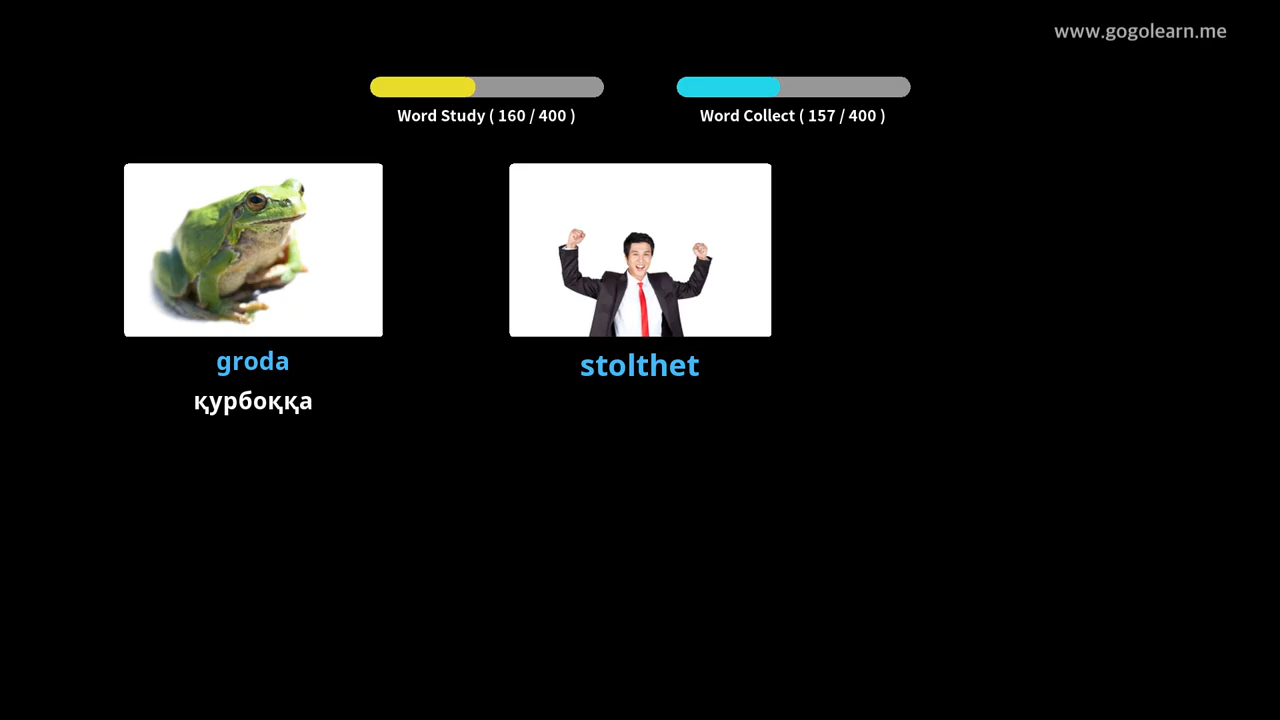 www.gogolearn.me
Word Study ( 160 / 400 )
Word Collect ( 157 / 400 )
groda
қурбоққа
stolthet